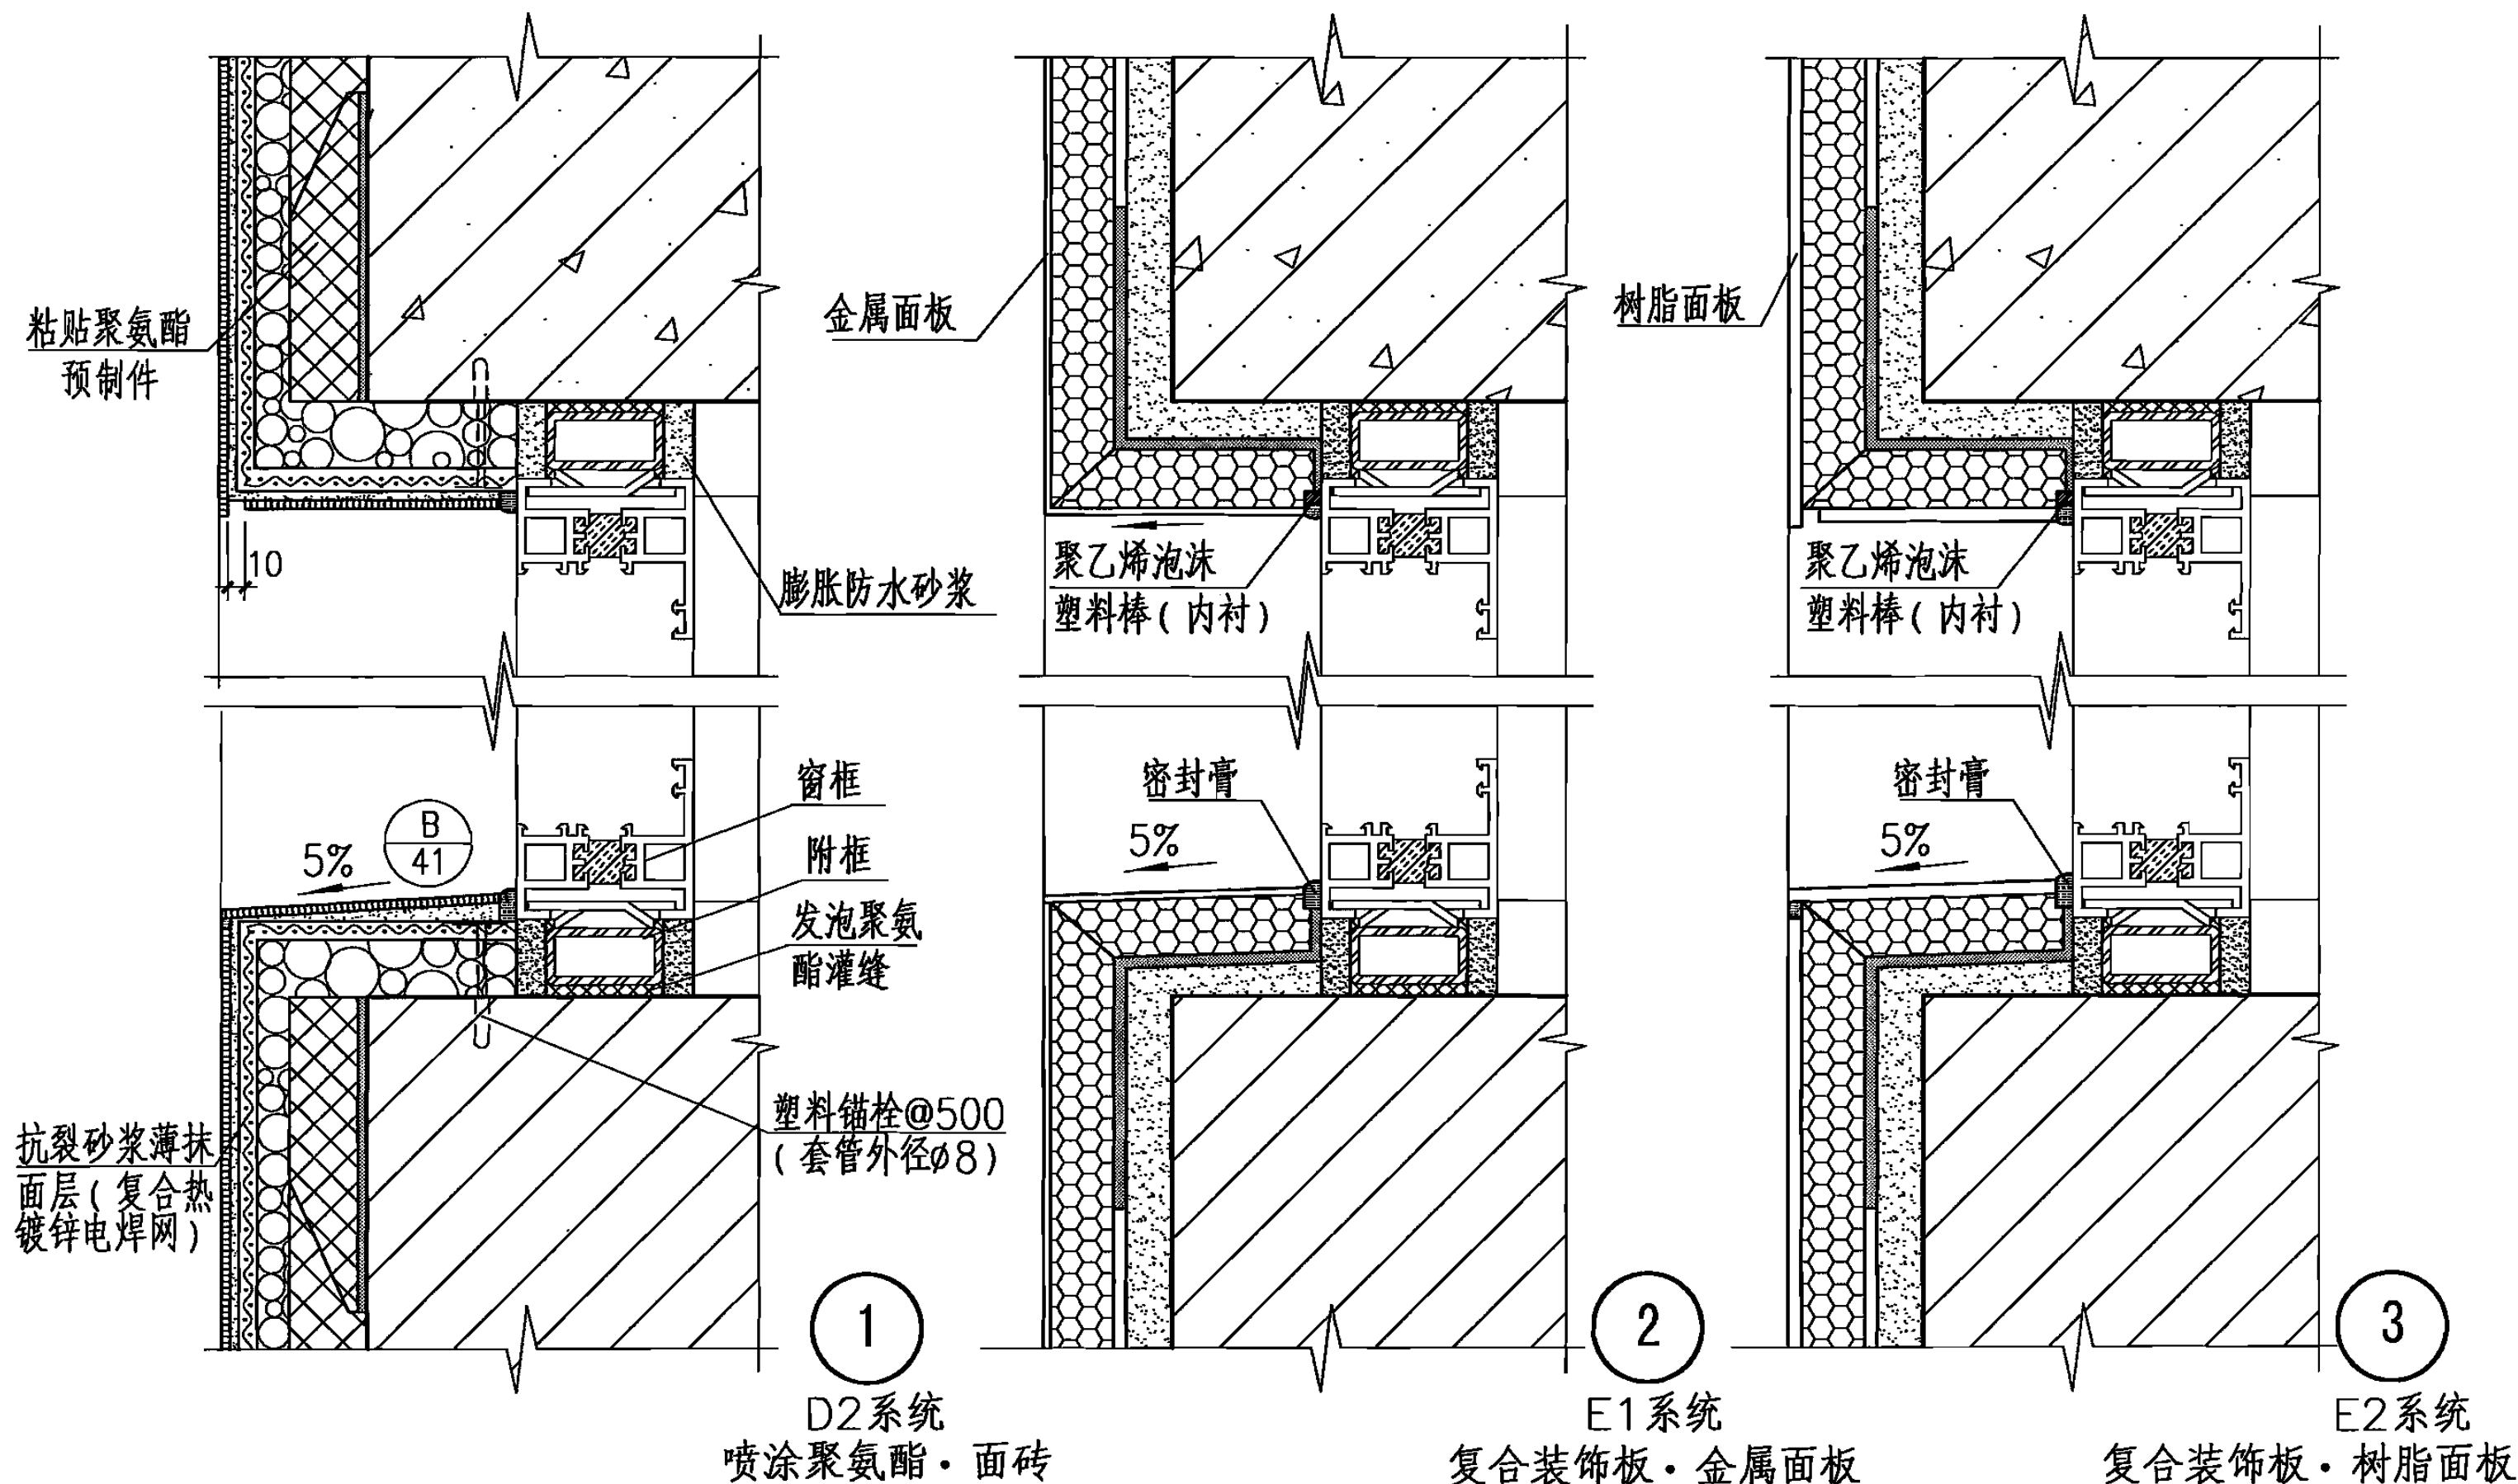 粘贴聚氨酯
预制件
10
膨胀防水砂浆
金属面板
聚乙烯泡沫
塑料棒(内衬)
树脂面板
聚乙烯泡沫
塑料棒(内衬)
窗框
附框
发泡聚氨
酯灌缝
B
41
5%
塑料锚栓@500
(套管外径ø8)
抗裂砂浆薄抹
面层(复合热
镀锌电焊网)
密封膏
5%
密封膏
5%
1
D2系统
喷涂聚氨酯·面砖
2
E1系统
复合装饰板·金属面板
3
E2系统
复合装饰板·树脂面板